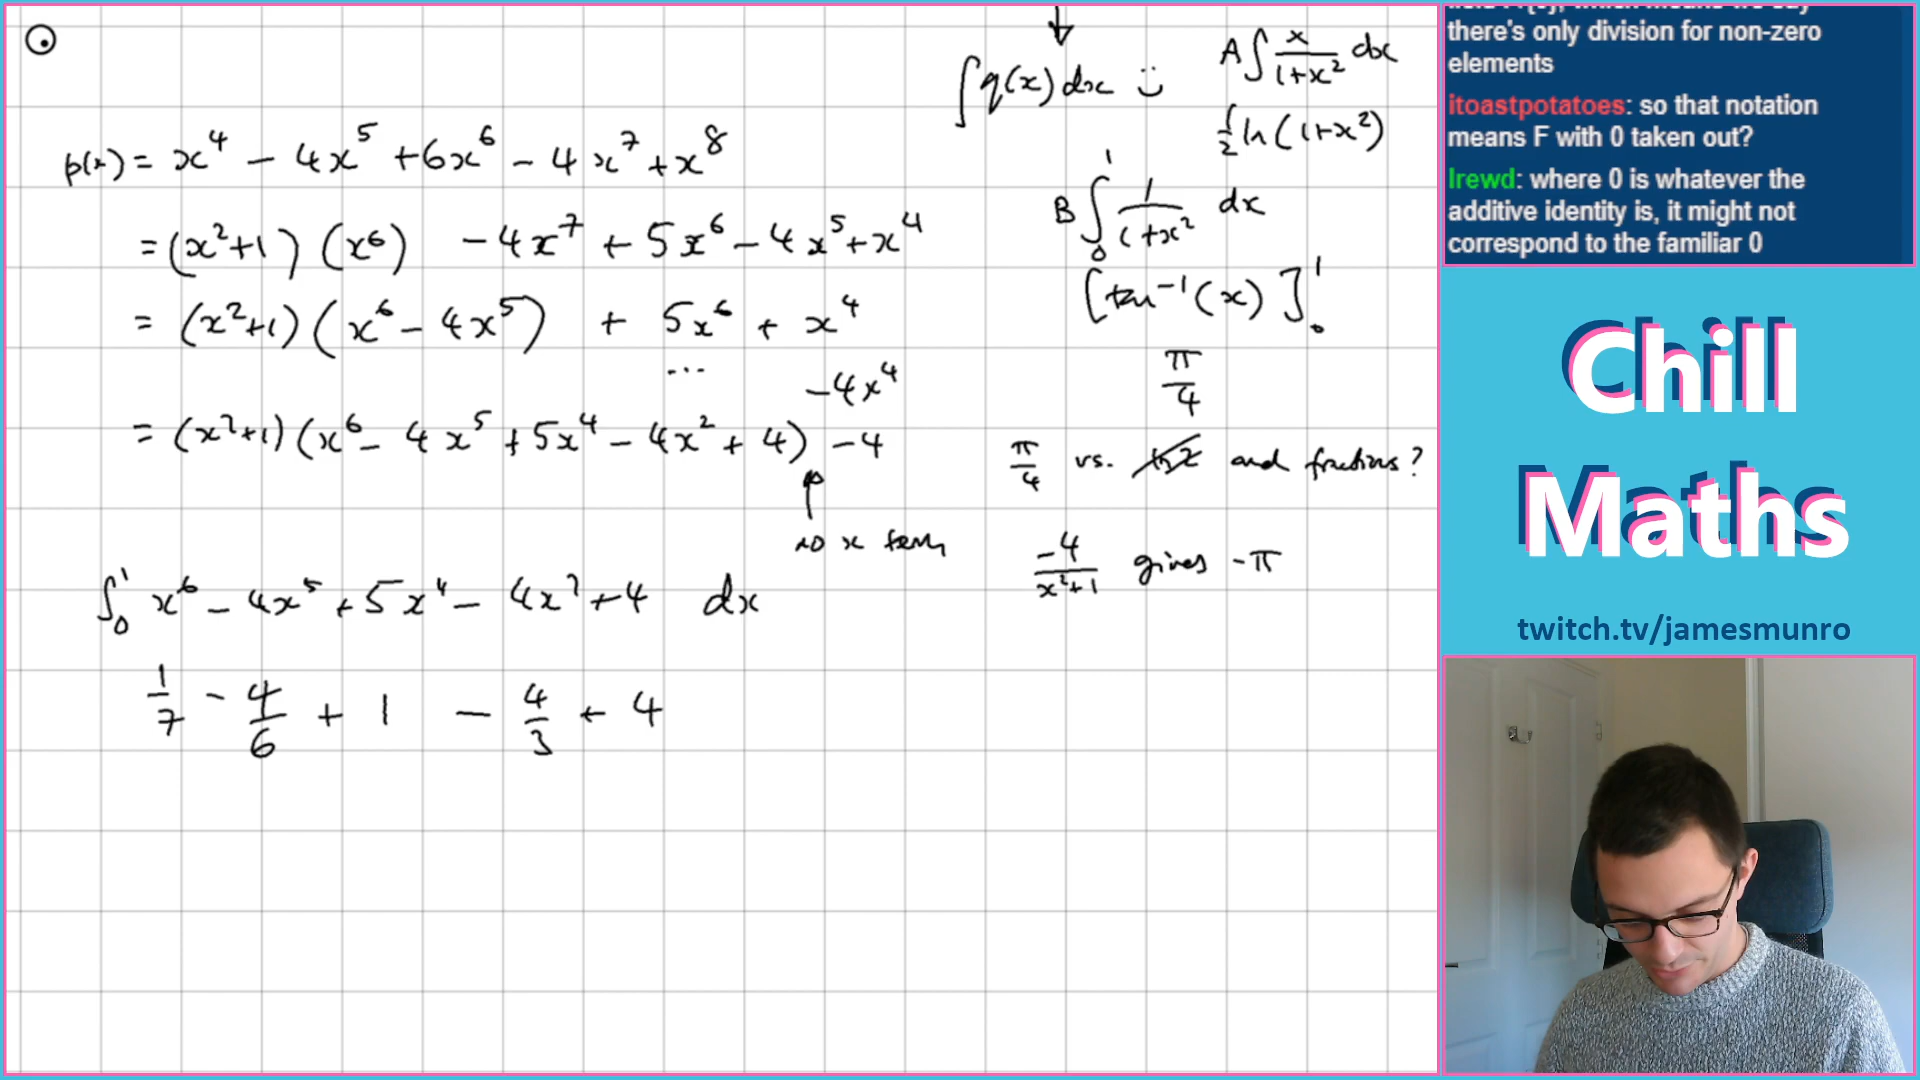 p(x) = x⁴ - 4x⁵ + 6x⁶ - 4x⁷ + x⁸
= (x²+1) (x⁶) - 4x⁷ + 5x⁶ - 4x⁵ + x⁴
= (x²+1) (x⁶ - 4x⁵) + 5x⁶ + x⁴
... -4x⁴
= (x²+1) (x⁶ - 4x⁵ + 5x⁴ - 4x² + 4) - 4
no x term
∫₀¹ x⁶ - 4x⁵ + 5x⁴ - 4x² + 4 dx
1/7 - 4/6 + 1 - 4/3 + 4
∫q(x) dx
A∫ x/(1+x²) dx
½ ln(1+x²)
B∫₀¹ 1/(1+x²) dx
[tan⁻¹(x)]₀¹
π/4
π/4 vs. ln 2 and fractions?
-4/(x²+1) gives -π
there's only division for non-zero
elements
itoastpotatoes: so that notation
means F with 0 taken out?
lrewd: where 0 is whatever the
additive identity is, it might not
correspond to the familiar 0
Chill
Maths
twitch.tv/jamesmunro